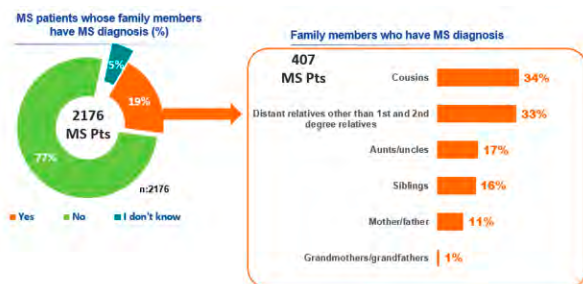 MS patients whose family members
have MS diagnosis (%)
5%
19%
2176
MS Pts
77%
n:2176
Yes No I don't know
Family members who have MS diagnosis
407
MS Pts
Cousins 34%
Distant relatives other than 1st and 2nd
degree relatives 33%
Aunts/uncles 17%
Siblings 16%
Mother/father 11%
Grandmothers/grandfathers 1%